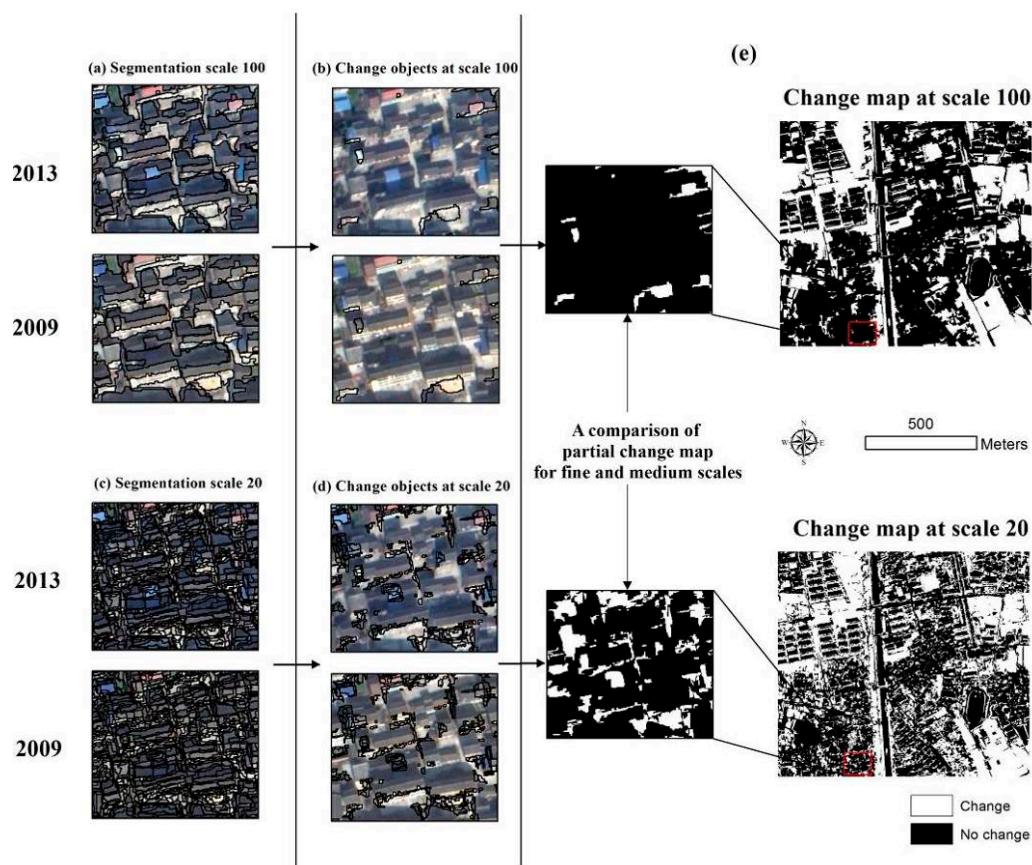 (e)
(a) Segmentation scale 100
(b) Change objects at scale 100
Change map at scale 100
2013
2009
A comparison of
partial change map
for fine and medium scales
N
W E
S
500
Meters
(c) Segmentation scale 20
(d) Change objects at scale 20
Change map at scale 20
2013
2009
Change
No change